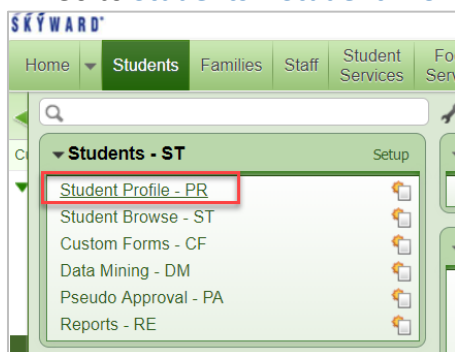 SKYWARD
Home Students Families Staff Student Services
Students - ST Setup
Student Profile - PR
Student Browse - ST
Custom Forms - CF
Data Mining - DM
Pseudo Approval - PA
Reports - RE